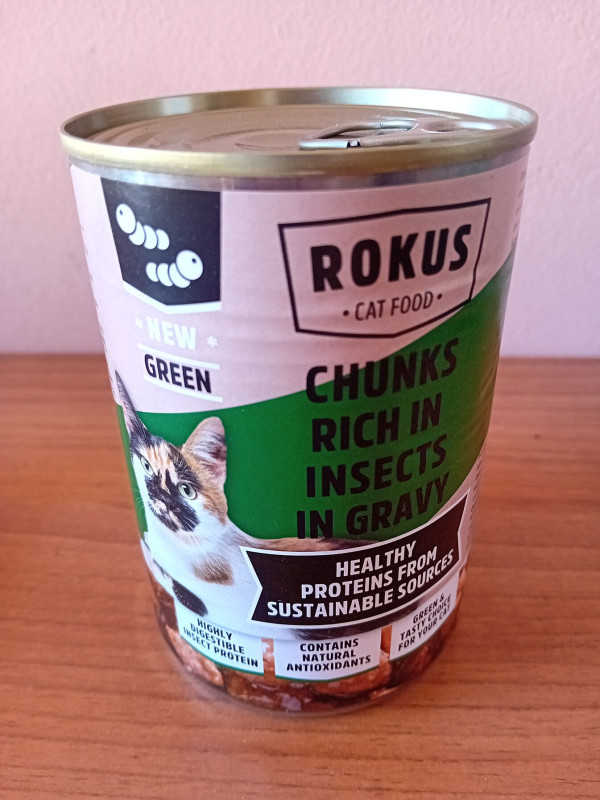 ROKUS
• CAT FOOD •
NEW
GREEN
CHUNKS
RICH IN
INSECTS
IN GRAVY
HEALTHY
PROTEINS FROM
SUSTAINABLE SOURCES
HIGHLY
DIGESTIBLE
INSECT PROTEIN
CONTAINS
NATURAL
ANTIOXIDANTS
GREEN &
TASTY CHOICE
FOR YOUR CAT